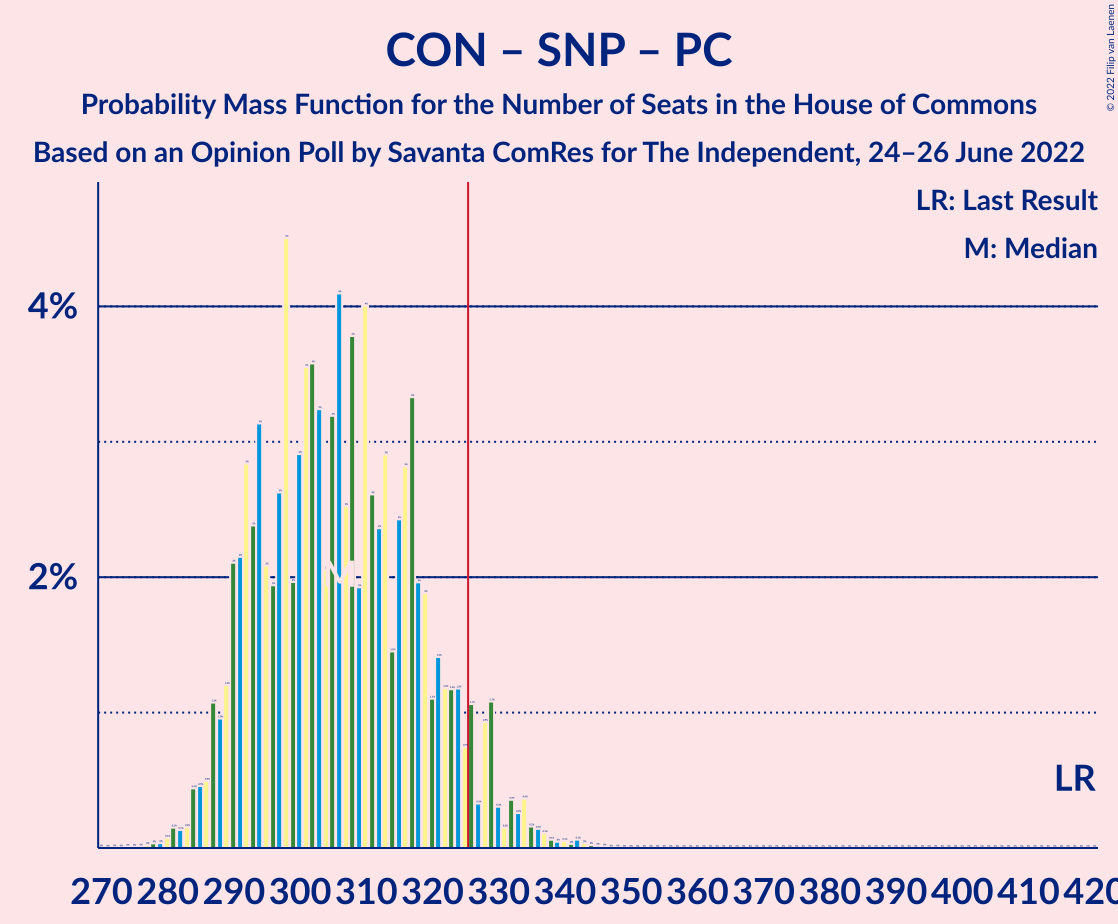 CON – SNP – PC
Probability Mass Function for the Number of Seats in the House of Commons
Based on an Opinion Poll by Savanta ComRes for The Independent, 24–26 June 2022
© 2022 Filip van Laenen
LR: Last Result
M: Median
4%
2%
M
LR
270 280 290 300 310 320 330 340 350 360 370 380 390 400 410 420